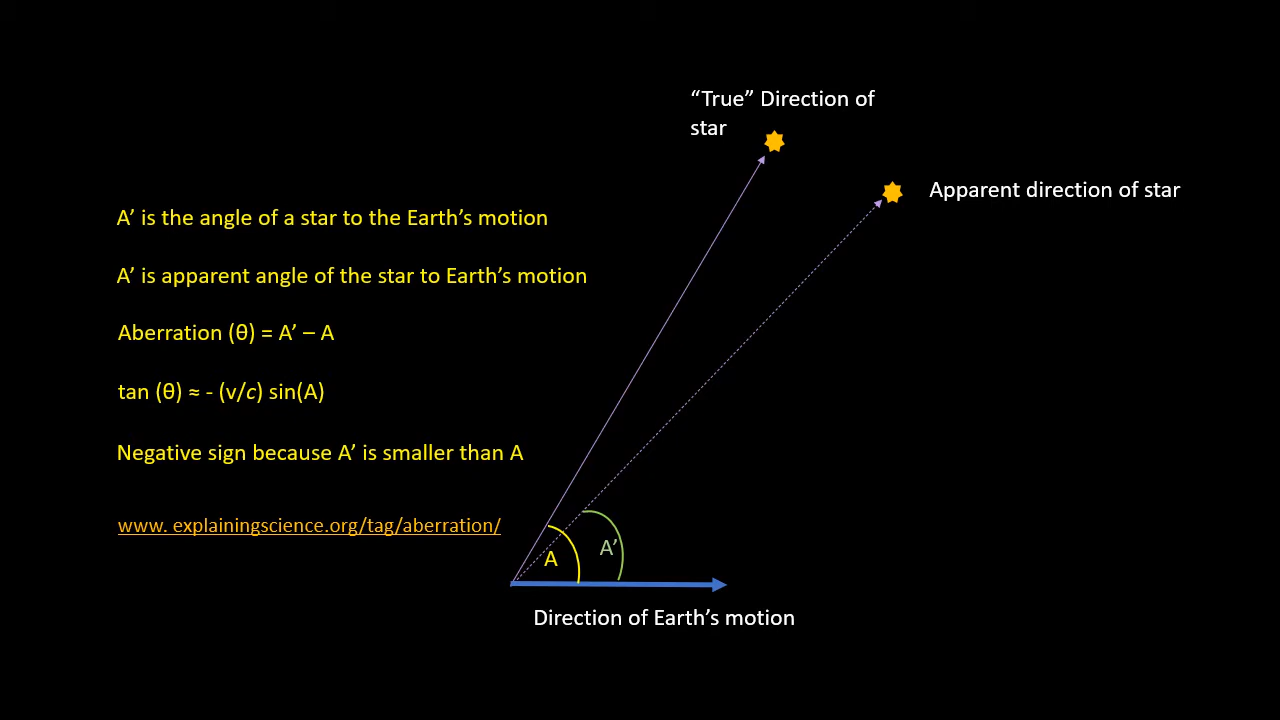 “True” Direction of
star
Apparent direction of star
A’ is the angle of a star to the Earth’s motion
A’ is apparent angle of the star to Earth’s motion
Aberration (θ) = A’ – A
tan (θ) ≈ - (v/c) sin(A)
Negative sign because A’ is smaller than A
www. explainingscience.org/tag/aberration/
A
A’
Direction of Earth’s motion